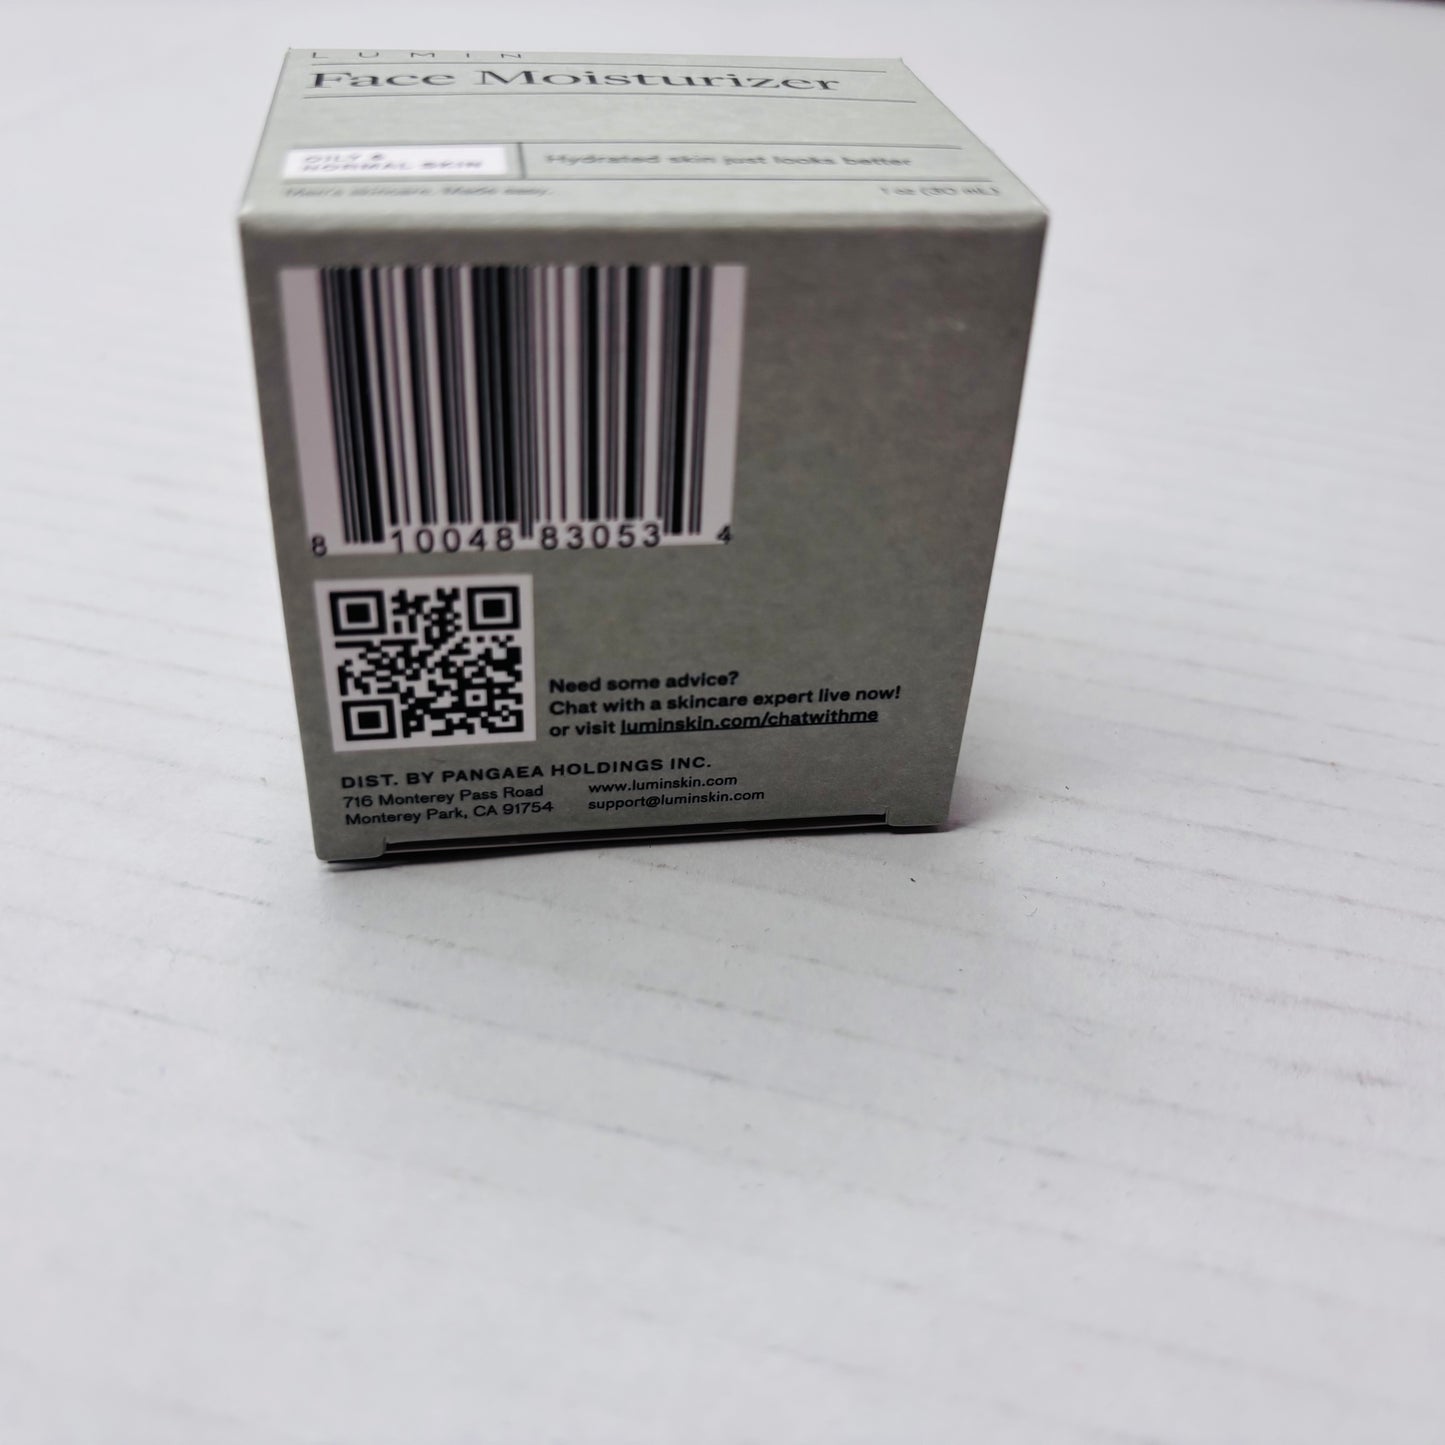 LUMIN
Face Moisturizer
OILY &
NORMAL SKIN
Hydrated skin just looks better
Men's skincare. Made easy.
1 oz (30 mL)
8 10048 83053 4
Need some advice?
Chat with a skincare expert live now!
or visit luminskin.com/chatwithme
DIST. BY PANGAEA HOLDINGS INC.
716 Monterey Pass Road
Monterey Park, CA 91754
www.luminskin.com
support@luminskin.com